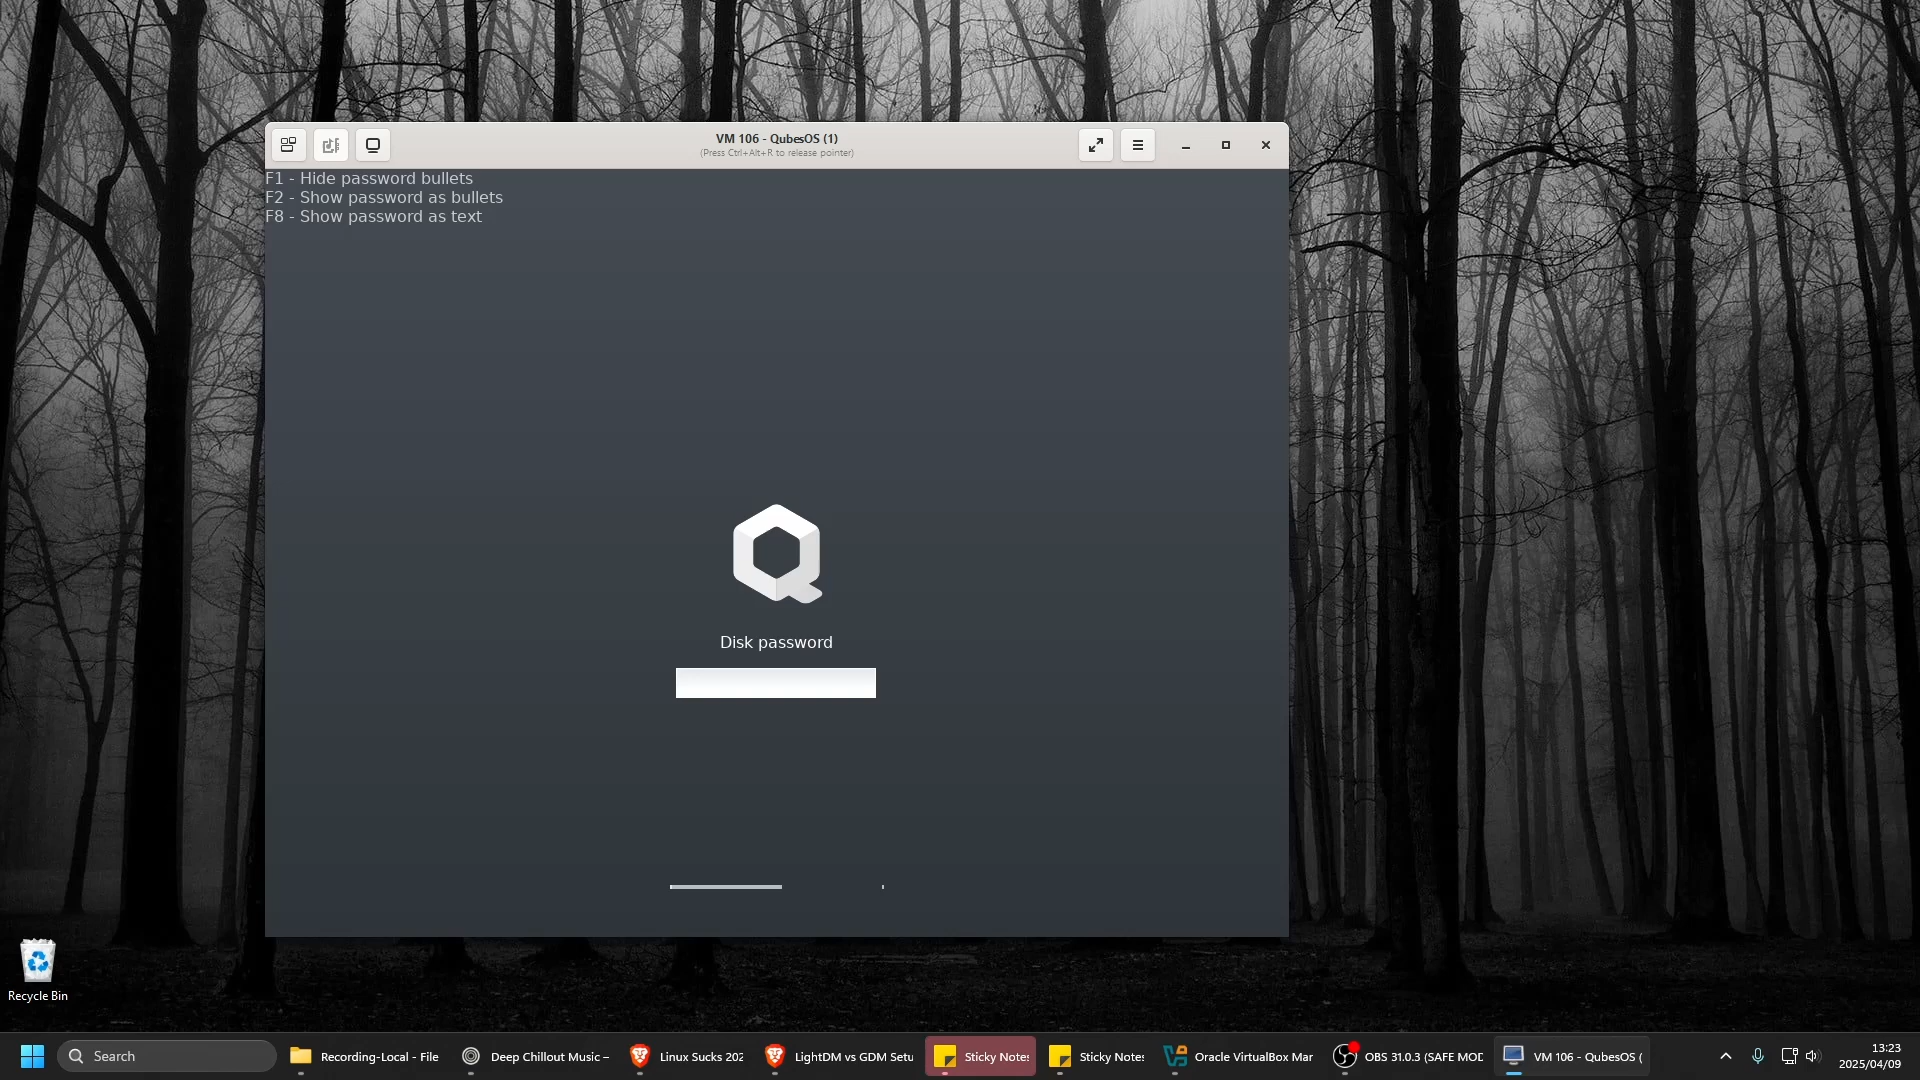 VM 106 - QubesOS (1)
(Press Ctrl+Alt+R to release pointer)
F1 - Hide password bullets
F2 - Show password as bullets
F8 - Show password as text
Disk password
Recycle Bin
Search
Recording-Local - File
Deep Chillout Music –
Linux Sucks 202
LightDM vs GDM Setu
Sticky Notes
Sticky Notes
Oracle VirtualBox Man
OBS 31.0.3 (SAFE MOD
VM 106 - QubesOS (
13:23
2025/04/09